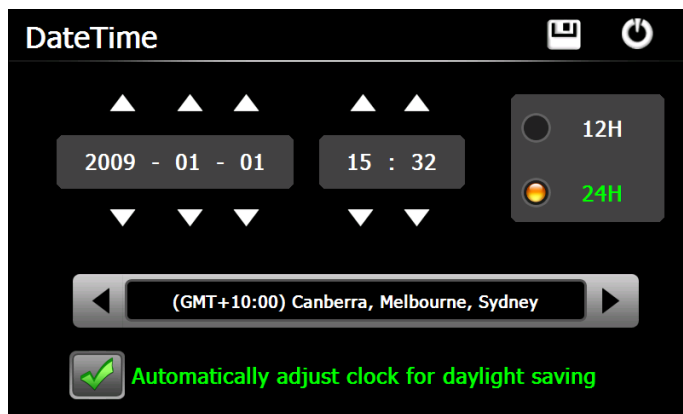 DateTime
2009 - 01 - 01
15 : 32
12H
24H
(GMT+10:00) Canberra, Melbourne, Sydney
Automatically adjust clock for daylight saving